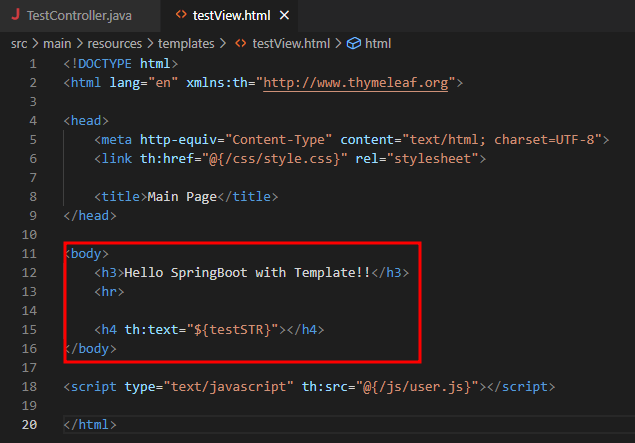 J TestController.java <> testView.html ×
src > main > resources > templates > <> testView.html > html
1 <!DOCTYPE html>
2 <html lang="en" xmlns:th="http://www.thymeleaf.org">
3
4 <head>
5     <meta http-equiv="Content-Type" content="text/html; charset=UTF-8">
6     <link th:href="@{/css/style.css}" rel="stylesheet">
7
8     <title>Main Page</title>
9 </head>
10
11 <body>
12     <h3>Hello SpringBoot with Template!!</h3>
13     <hr>
14
15     <h4 th:text="${testSTR}"></h4>
16 </body>
17
18 <script type="text/javascript" th:src="@{/js/user.js}"></script>
19
20 </html>